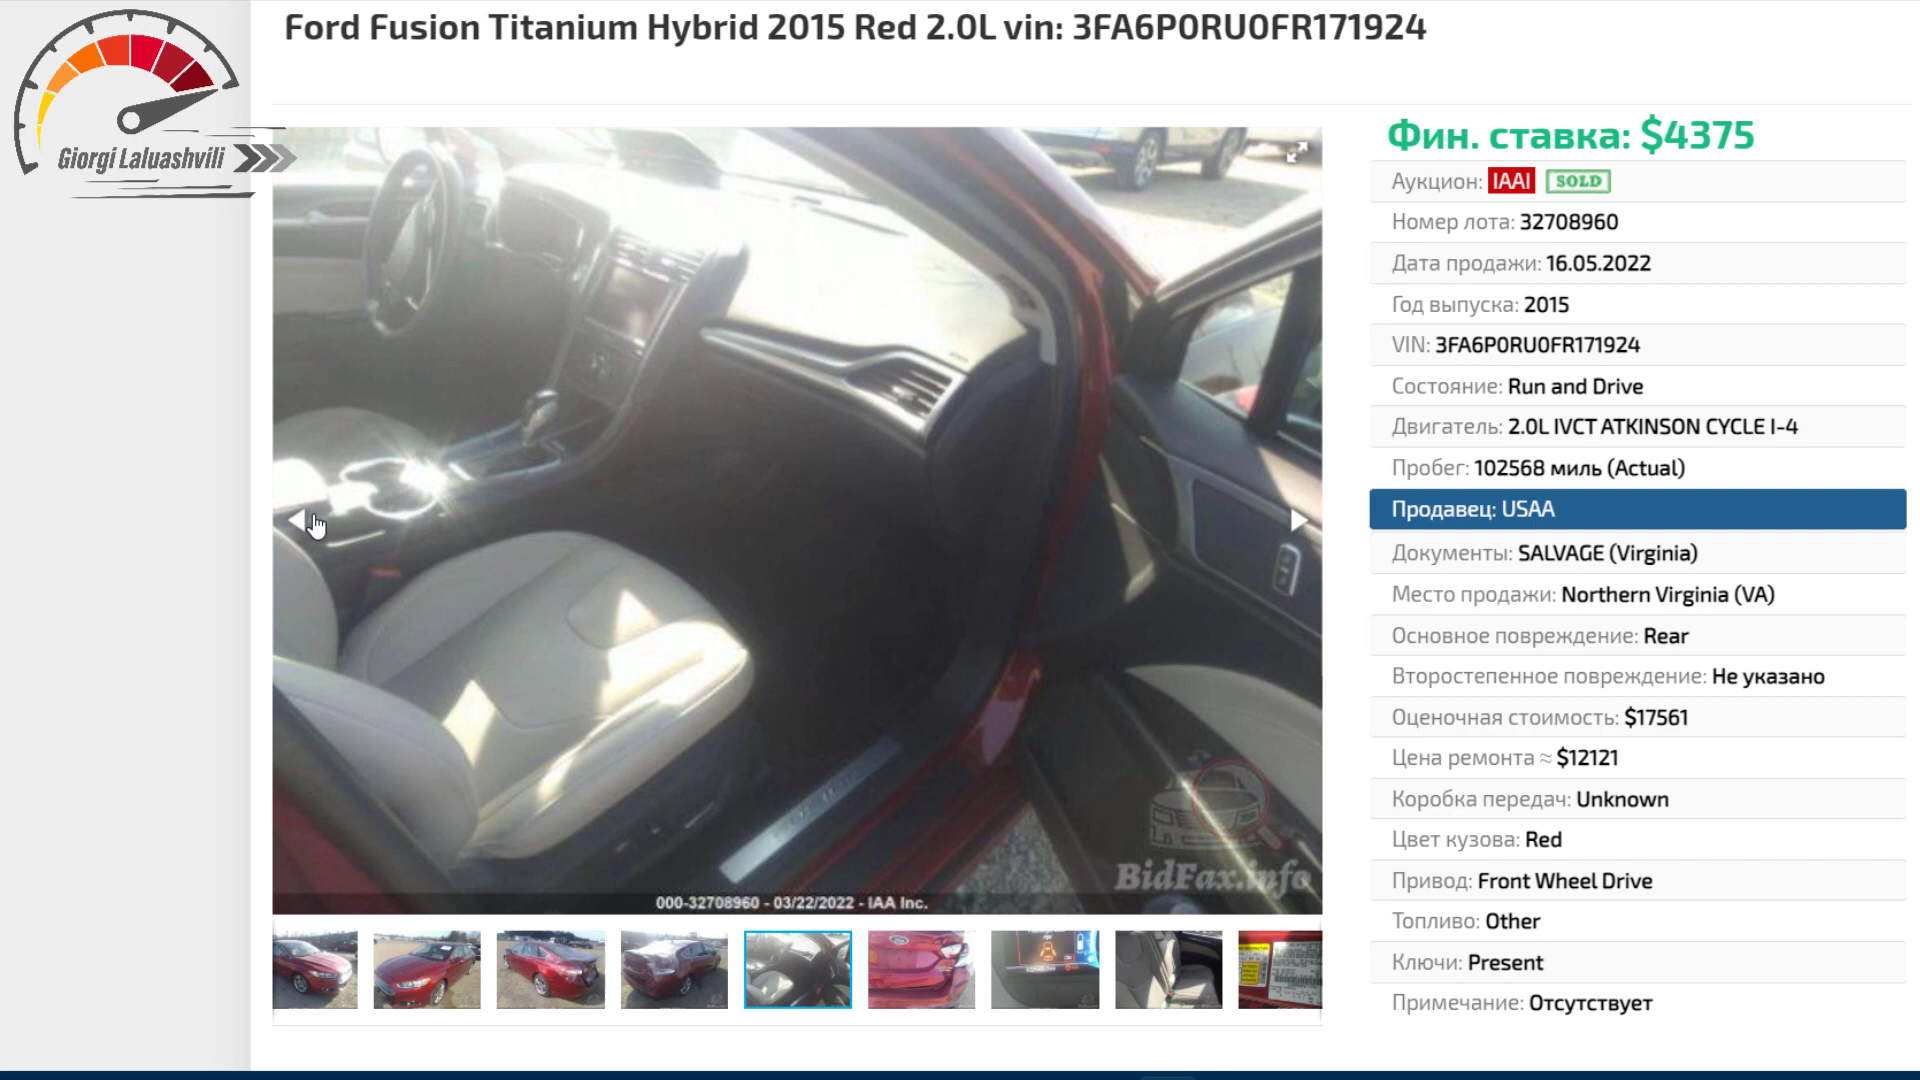 Ford Fusion Titanium Hybrid 2015 Red 2.0L vin: 3FA6P0RU0FR171924
Giorgi Laluashvili
Фин. ставка: $4375
Аукцион: IAAI SOLD
Номер лота: 32708960
Дата продажи: 16.05.2022
Год выпуска: 2015
VIN: 3FA6P0RU0FR171924
Состояние: Run and Drive
Двигатель: 2.0L IVCT ATKINSON CYCLE I-4
Пробег: 102568 миль (Actual)
Продавец: USAA
Документы: SALVAGE (Virginia)
Место продажи: Northern Virginia (VA)
Основное повреждение: Rear
Второстепенное повреждение: Не указано
Оценочная стоимость: $17561
Цена ремонта ≈ $12121
Коробка передач: Unknown
Цвет кузова: Red
Привод: Front Wheel Drive
Топливо: Other
Ключи: Present
Примечание: Отсутствует
BidFax.info
000-32708960 - 03/22/2022 - IAA Inc.